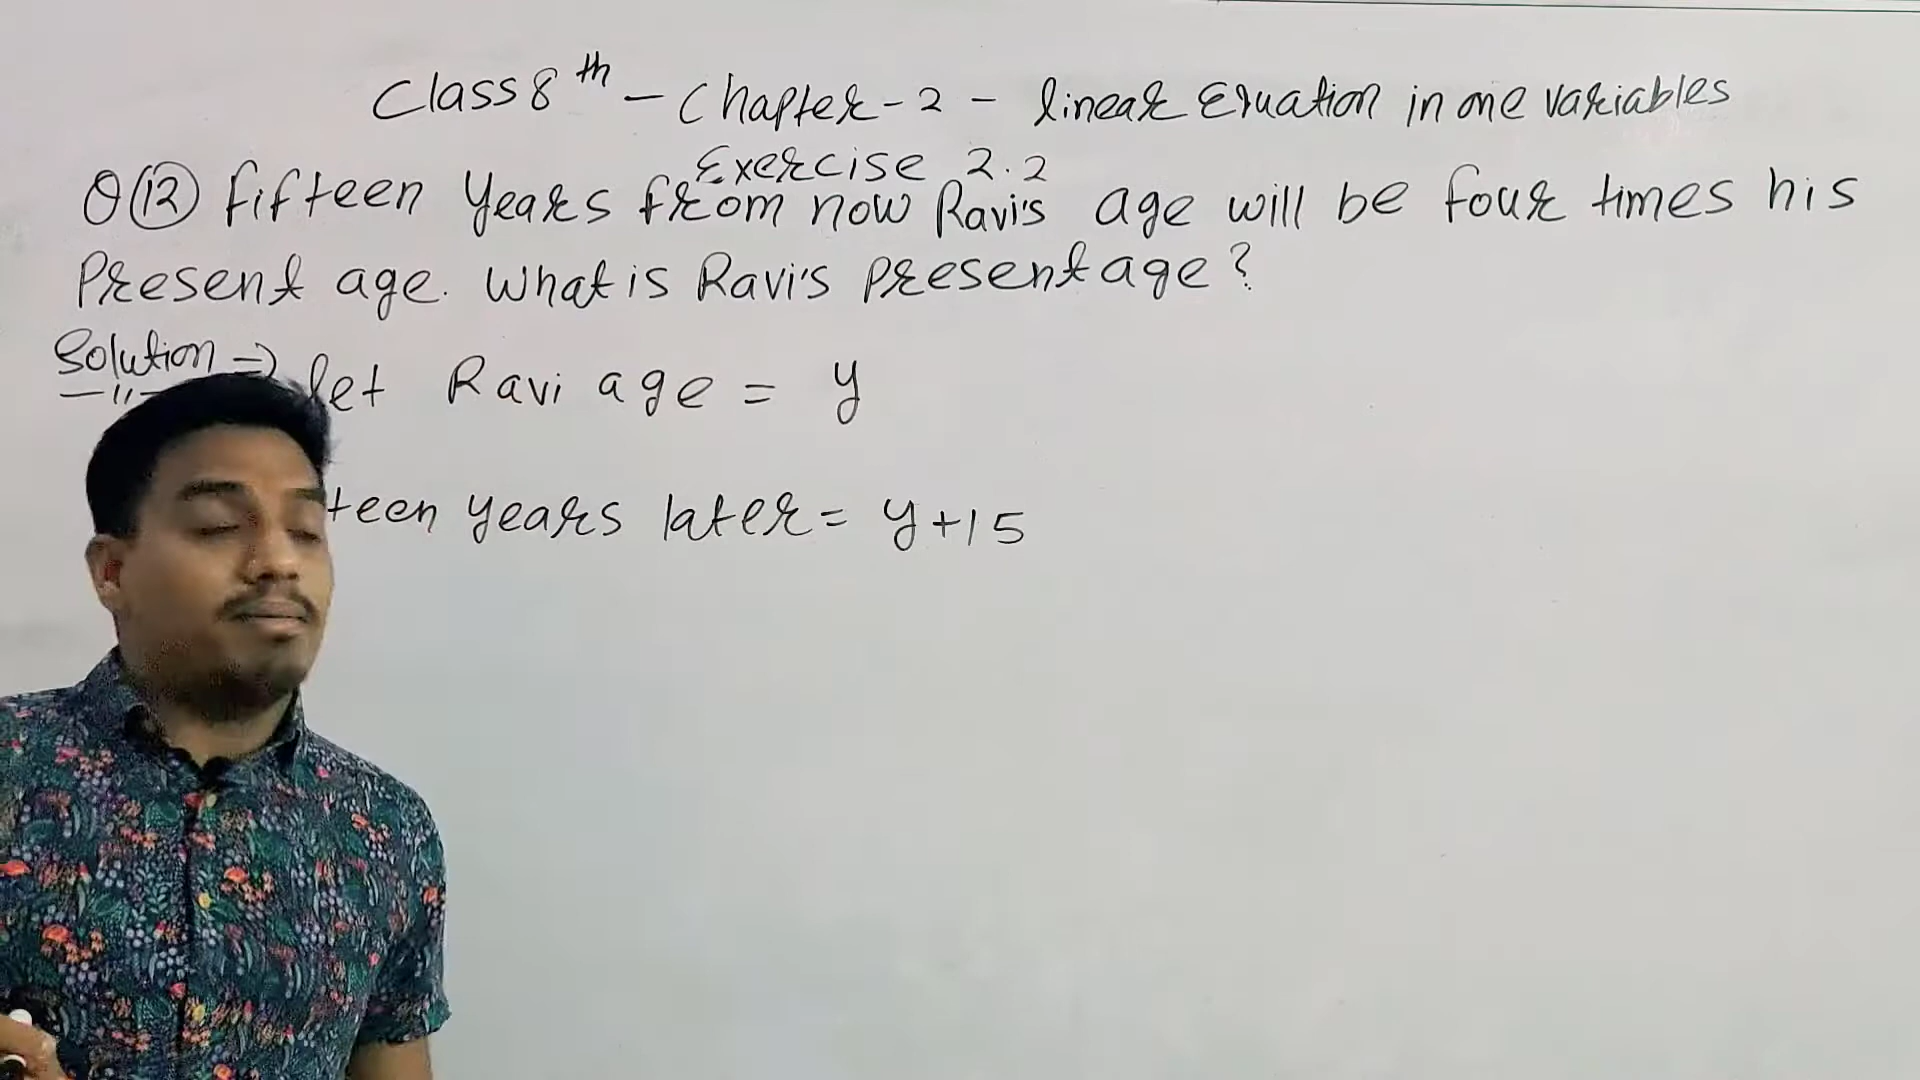 Class 8th - Chapter - 2 - linear Equation in one variables
Exercise 2.2
Q(12) fifteen Years from now Ravi's age will be four times his
Present age. What is Ravi's present age?
Solution ⇒ let Ravi age = y
teen years later = y+15